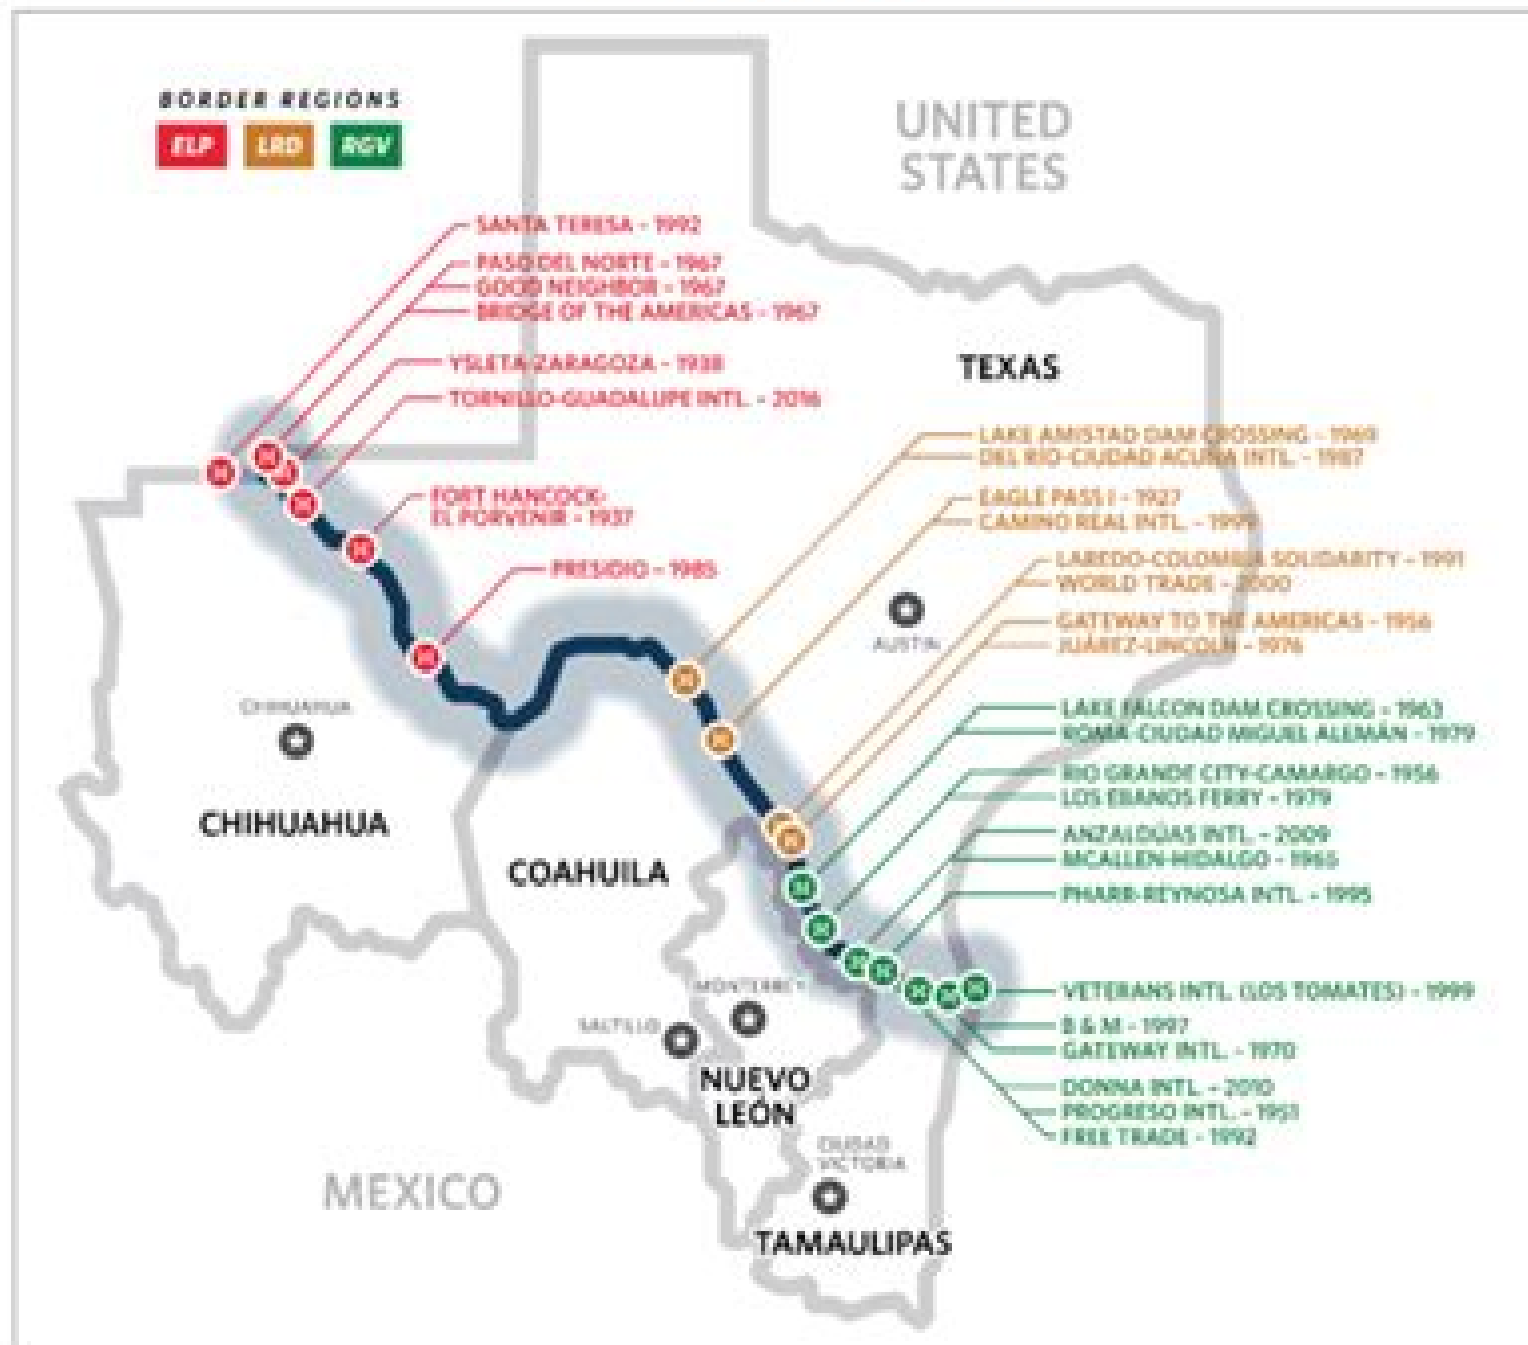 BORDER REGIONS
ELP LRD RGV
UNITED
STATES
SANTA TERESA - 1992
PASO DEL NORTE - 1967
GOOD NEIGHBOR - 1967
BRIDGE OF THE AMERICAS - 1967
YSLETA-ZARAGOZA - 1938
TORNILLO-GUADALUPE INTL. - 2016
FORT HANCOCK-
EL PORVENIR - 1937
PRESIDIO - 1985
TEXAS
LAKE AMISTAD DAM CROSSING - 1969
DEL RÍO-CIUDAD ACUÑA INTL. - 1987
EAGLE PASS I - 1927
CAMINO REAL INTL. - 1999
LAREDO-COLOMBIA SOLIDARITY - 1991
WORLD TRADE - 2000
GATEWAY TO THE AMERICAS - 1956
JUÁREZ-LINCOLN - 1976
AUSTIN
LAKE FALCON DAM CROSSING - 1963
ROMA-CIUDAD MIGUEL ALEMÁN - 1979
RIO GRANDE CITY-CAMARGO - 1956
LOS EBANOS FERRY - 1979
ANZALDÚAS INTL. - 2009
MCALLEN-HIDALGO - 1965
PHARR-REYNOSA INTL. - 1995
VETERANS INTL. (LOS TOMATES) - 1999
B & M - 1997
GATEWAY INTL. - 1970
DONNA INTL. - 2010
PROGRESO INTL. - 1951
FREE TRADE - 1992
CHIHUAHUA
CHIHUAHUA
COAHUILA
MONTERREY
SALTILLO
NUEVO
LEÓN
CIUDAD
VICTORIA
TAMAULIPAS
MEXICO